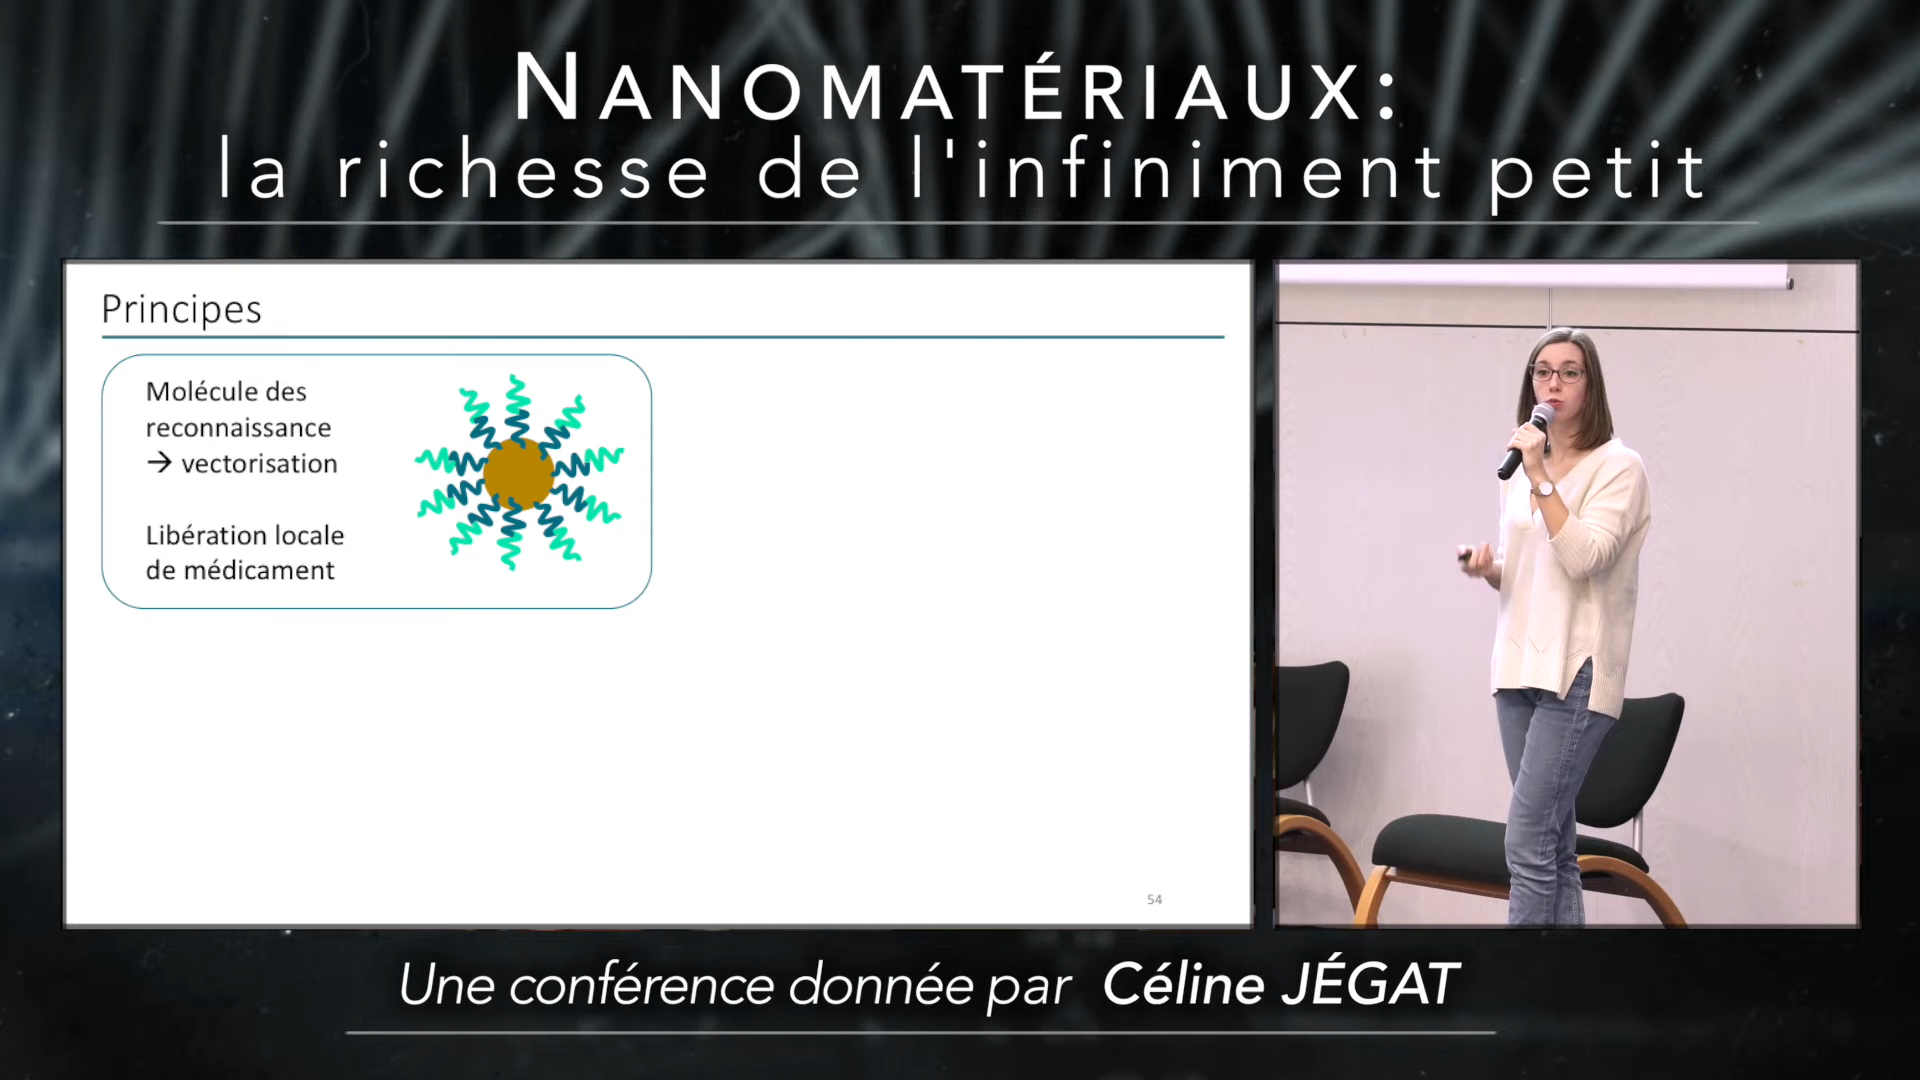 NANOMATÉRIAUX:
la richesse de l'infiniment petit
Principes
Molécule des
reconnaissance
→ vectorisation
Libération locale
de médicament
54
Une conférence donnée par Céline JÉGAT